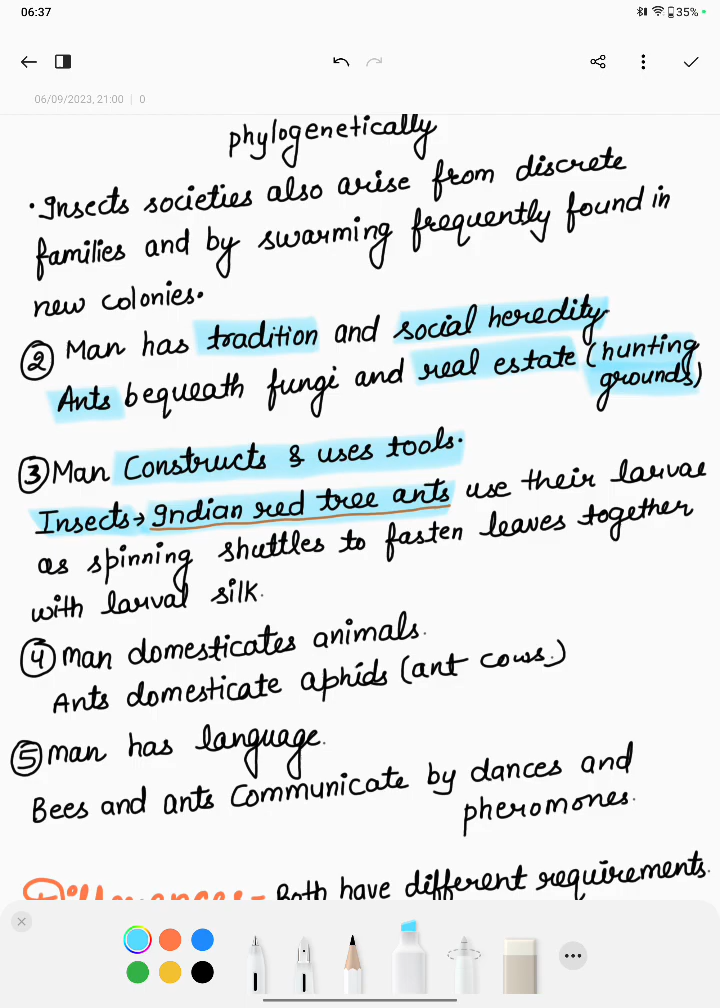 06:37
35%
06/09/2023, 21:00 | 0
phylogenetically
· Insects societies also arise from discrete
families and by swarming frequently found in
new colonies.
② Man has tradition and social heredity
Ants bequeath fungi and real estate (hunting
grounds)
③ Man Constructs & uses tools.
Insects → Indian red tree ants use their larvae
as spinning shuttles to fasten leaves together
with larval silk.
④ man domesticates animals.
Ants domesticate aphids (ant cows.)
⑤ man has language.
Bees and ants Communicate by dances and
pheromones.
Differences - Both have different requirements.